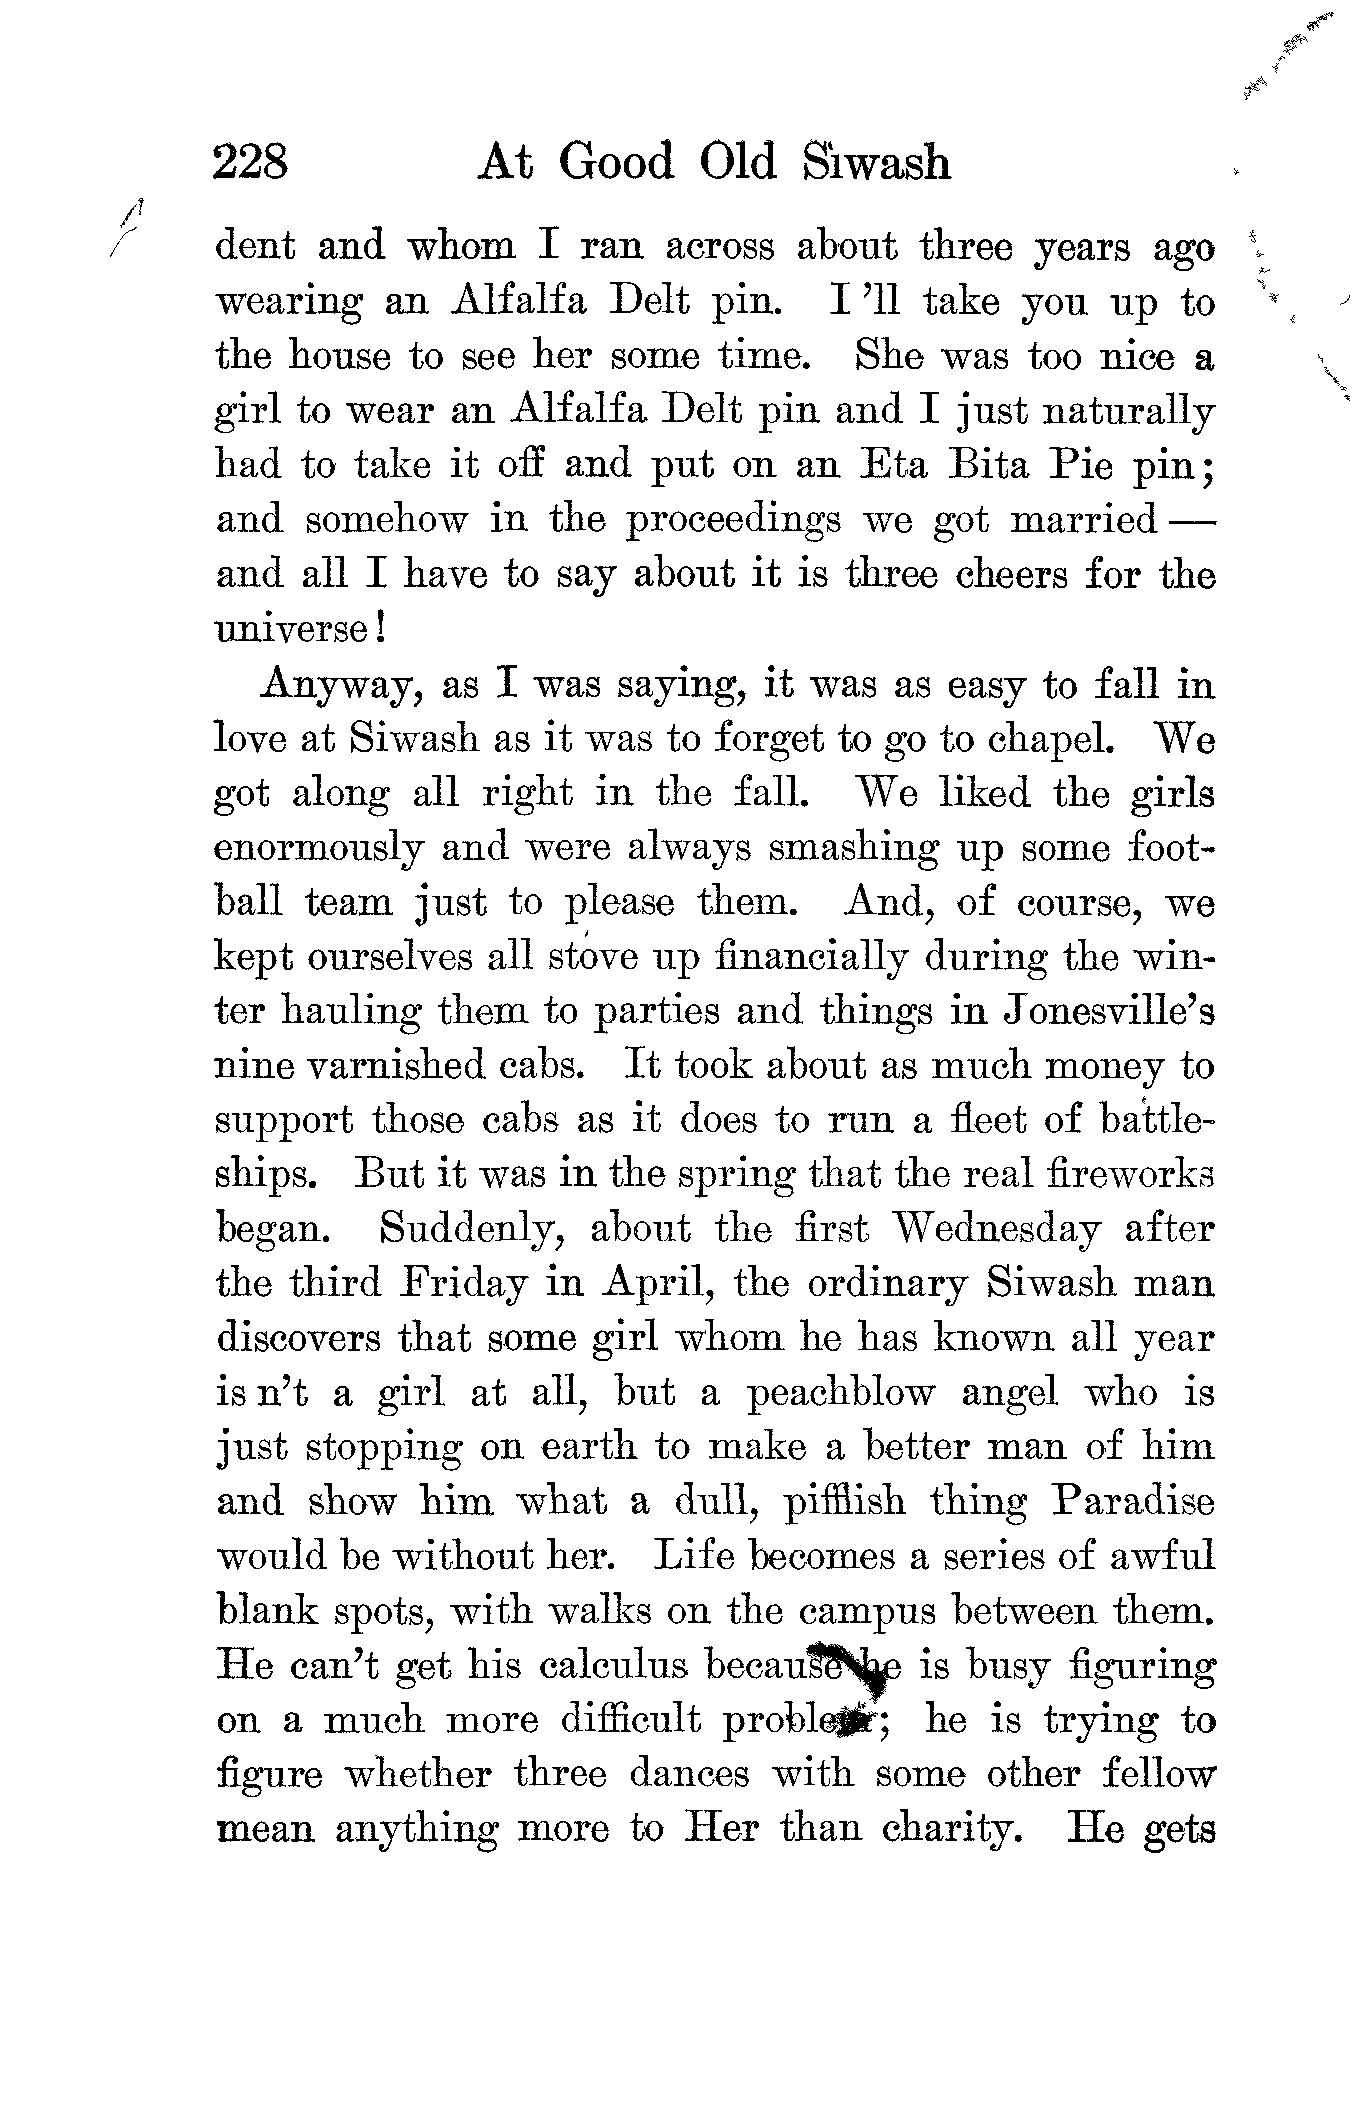 228 At Good Old Siwash
dent and whom I ran across about three years ago
wearing an Alfalfa Delt pin. I 'll take you up to
the house to see her some time. She was too nice a
girl to wear an Alfalfa Delt pin and I just naturally
had to take it off and put on an Eta Bita Pie pin;
and somehow in the proceedings we got married —
and all I have to say about it is three cheers for the
universe!
Anyway, as I was saying, it was as easy to fall in
love at Siwash as it was to forget to go to chapel. We
got along all right in the fall. We liked the girls
enormously and were always smashing up some foot-
ball team just to please them. And, of course, we
kept ourselves all stove up financially during the win-
ter hauling them to parties and things in Jonesville's
nine varnished cabs. It took about as much money to
support those cabs as it does to run a fleet of battle-
ships. But it was in the spring that the real fireworks
began. Suddenly, about the first Wednesday after
the third Friday in April, the ordinary Siwash man
discovers that some girl whom he has known all year
is n't a girl at all, but a peachblow angel who is
just stopping on earth to make a better man of him
and show him what a dull, pifflish thing Paradise
would be without her. Life becomes a series of awful
blank spots, with walks on the campus between them.
He can't get his calculus because he is busy figuring
on a much more difficult problem; he is trying to
figure whether three dances with some other fellow
mean anything more to Her than charity. He gets